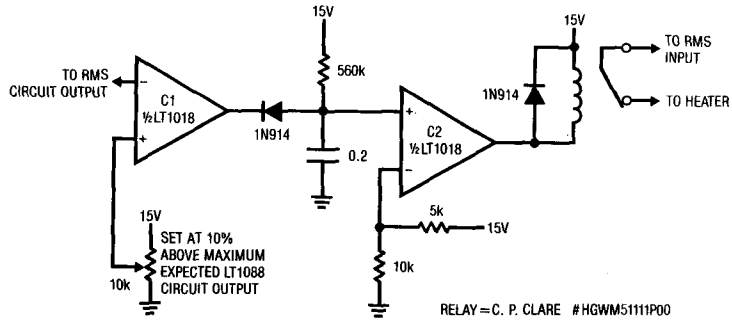 15V
560k
TO RMS
CIRCUIT OUTPUT
−
C1
½LT1018
+
1N914
0.2
15V
SET AT 10%
ABOVE MAXIMUM
EXPECTED LT1088
CIRCUIT OUTPUT
10k
+
C2
½LT1018
−
5k
15V
10k
15V
1N914
TO RMS
INPUT
TO HEATER
RELAY = C. P. CLARE #HGWM51111P00